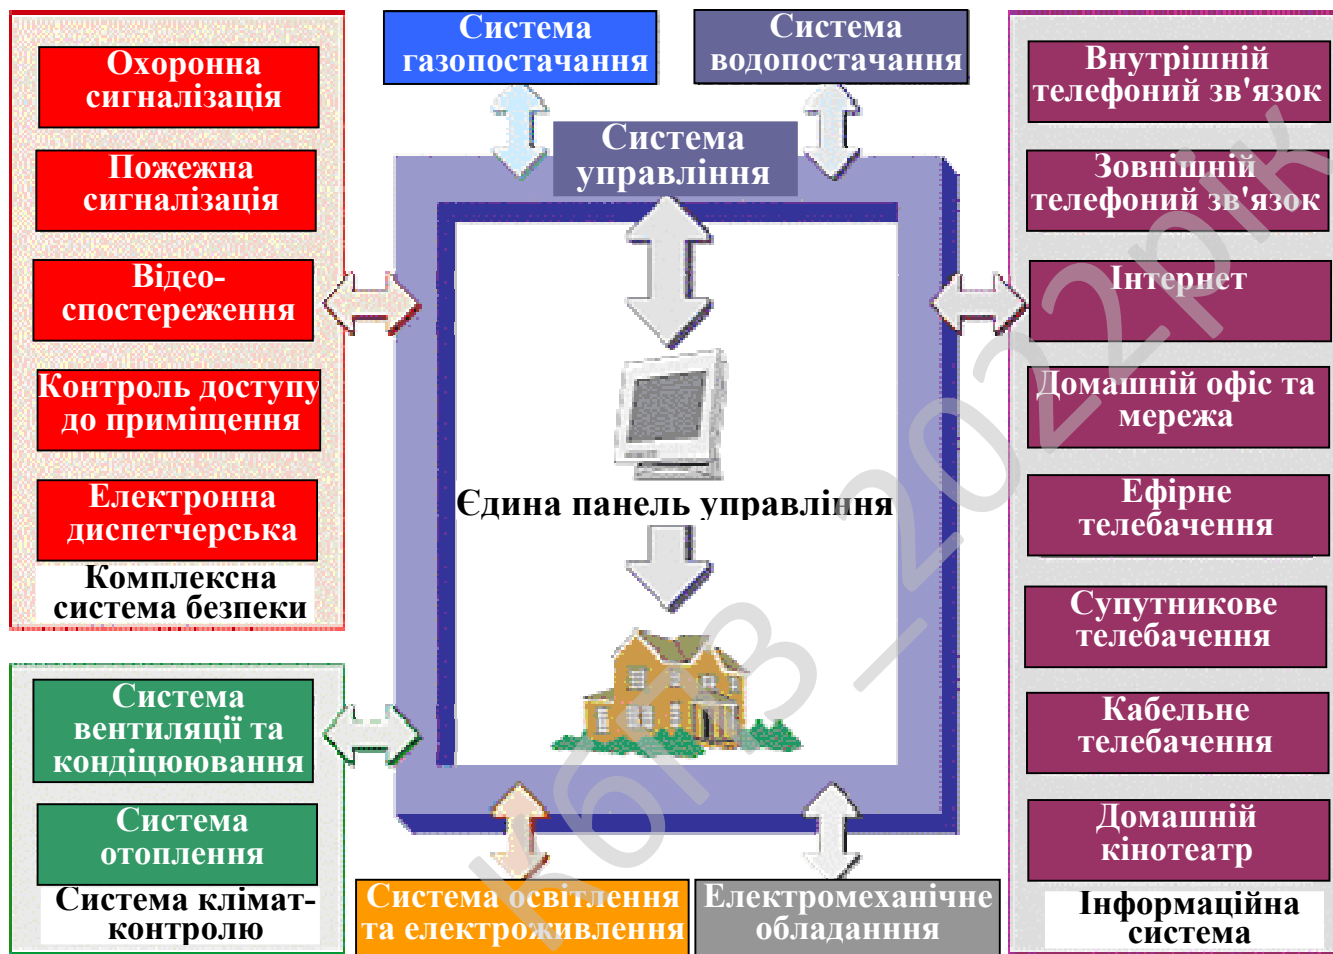 Охоронна
сигналізація
Пожежна
сигналізація
Відео-
спостереження
Контроль доступу
до приміщення
Електронна
диспетчерська
Комплексна
система безпеки
Система
вентиляції та
кондіцюювання
Система
отоплення
Система клімат-
контролю
Система
газопостачання
Система
водопостачання
Система
управління
Єдина панель управління
Система освітлення
та електроживлення
Електромеханічне
обладанння
Внутрішній
телефоний зв'язок
Зовнішній
телефоний зв'язок
Інтернет
Домашній офіс та
мережа
Ефірне
телебачення
Супутникове
телебачення
Кабельне
телебачення
Домашній
кінотеатр
Інформаційна
система
КбПЗ_2022рік